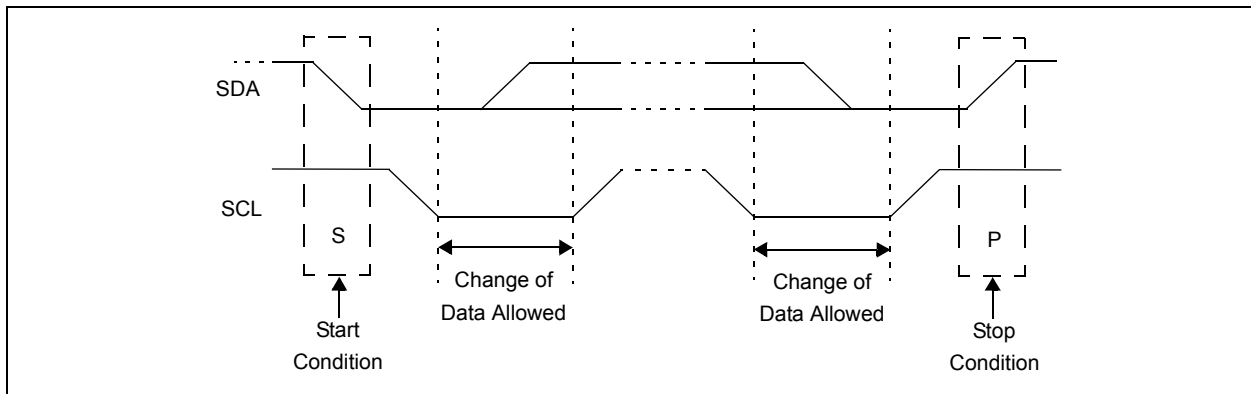 SDA
SCL
S
P
Change of
Data Allowed
Change of
Data Allowed
Start
Condition
Stop
Condition